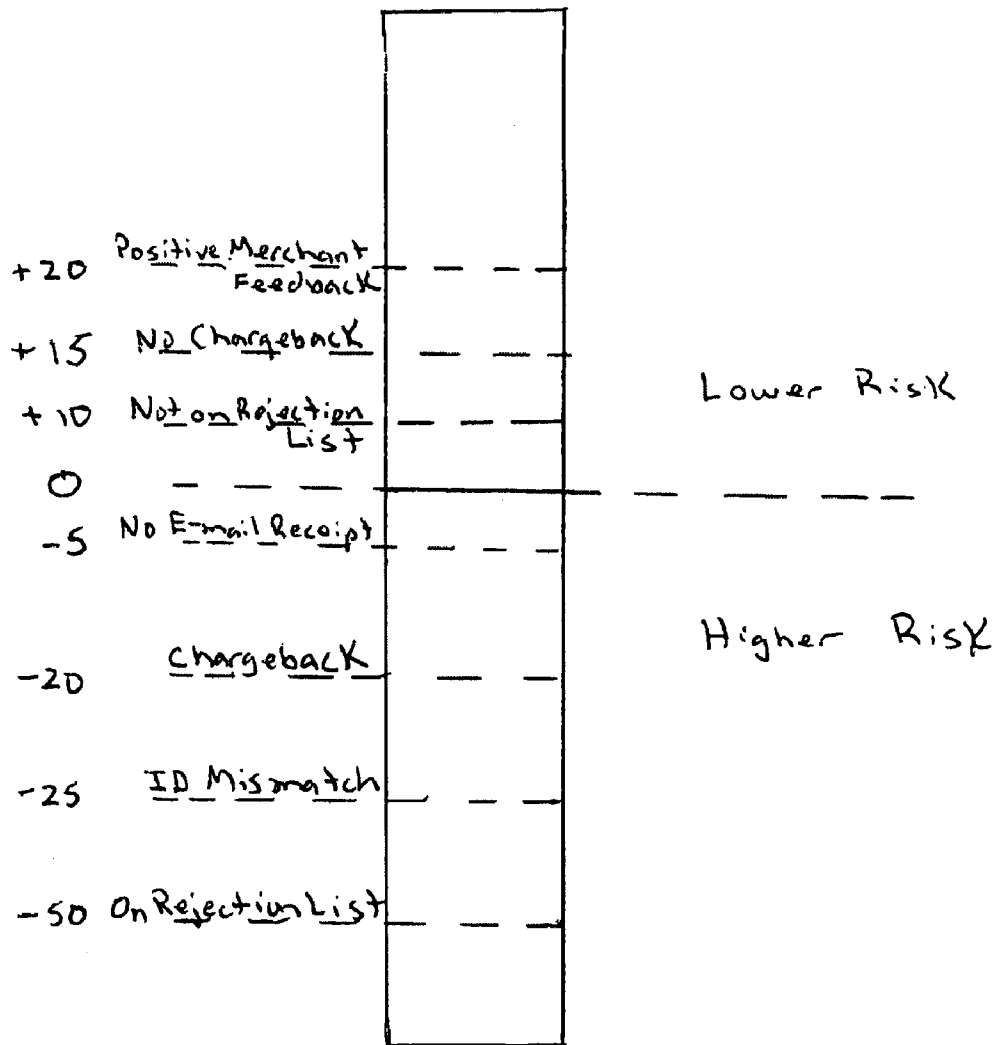 +20 Positive Merchant
Feedback
+15 No Chargeback
+10 Not on Rejection
List
Lower Risk
0
-5 No E-mail Receipt
Higher Risk
-20 Chargeback
-25 ID Mismatch
-50 On Rejection List